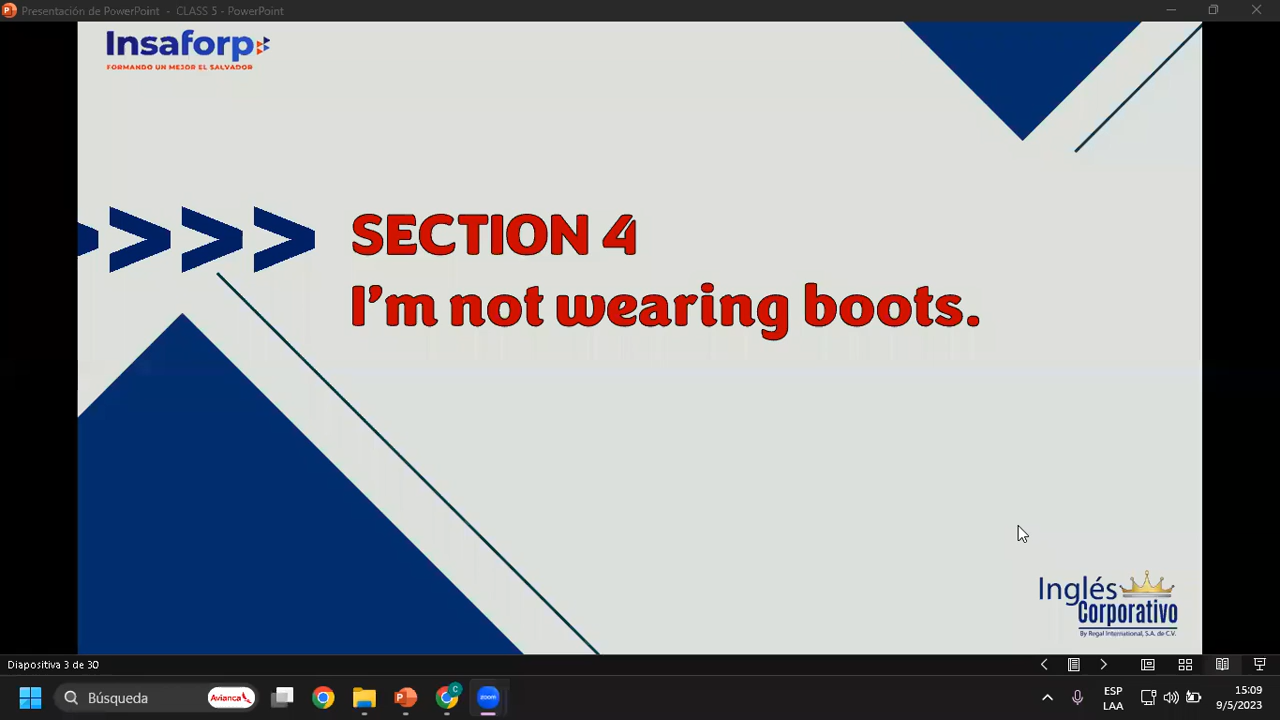 Presentación de PowerPoint - CLASS 5 - PowerPoint
Insaforp
FORMANDO UN MEJOR EL SALVADOR
SECTION 4
I'm not wearing boots.
Inglés
Corporativo
By Regal International, S.A. de C.V.
Diapositiva 3 de 30
Búsqueda
Avianca
C
zoom
ESP
LAA
15:09
9/5/2023